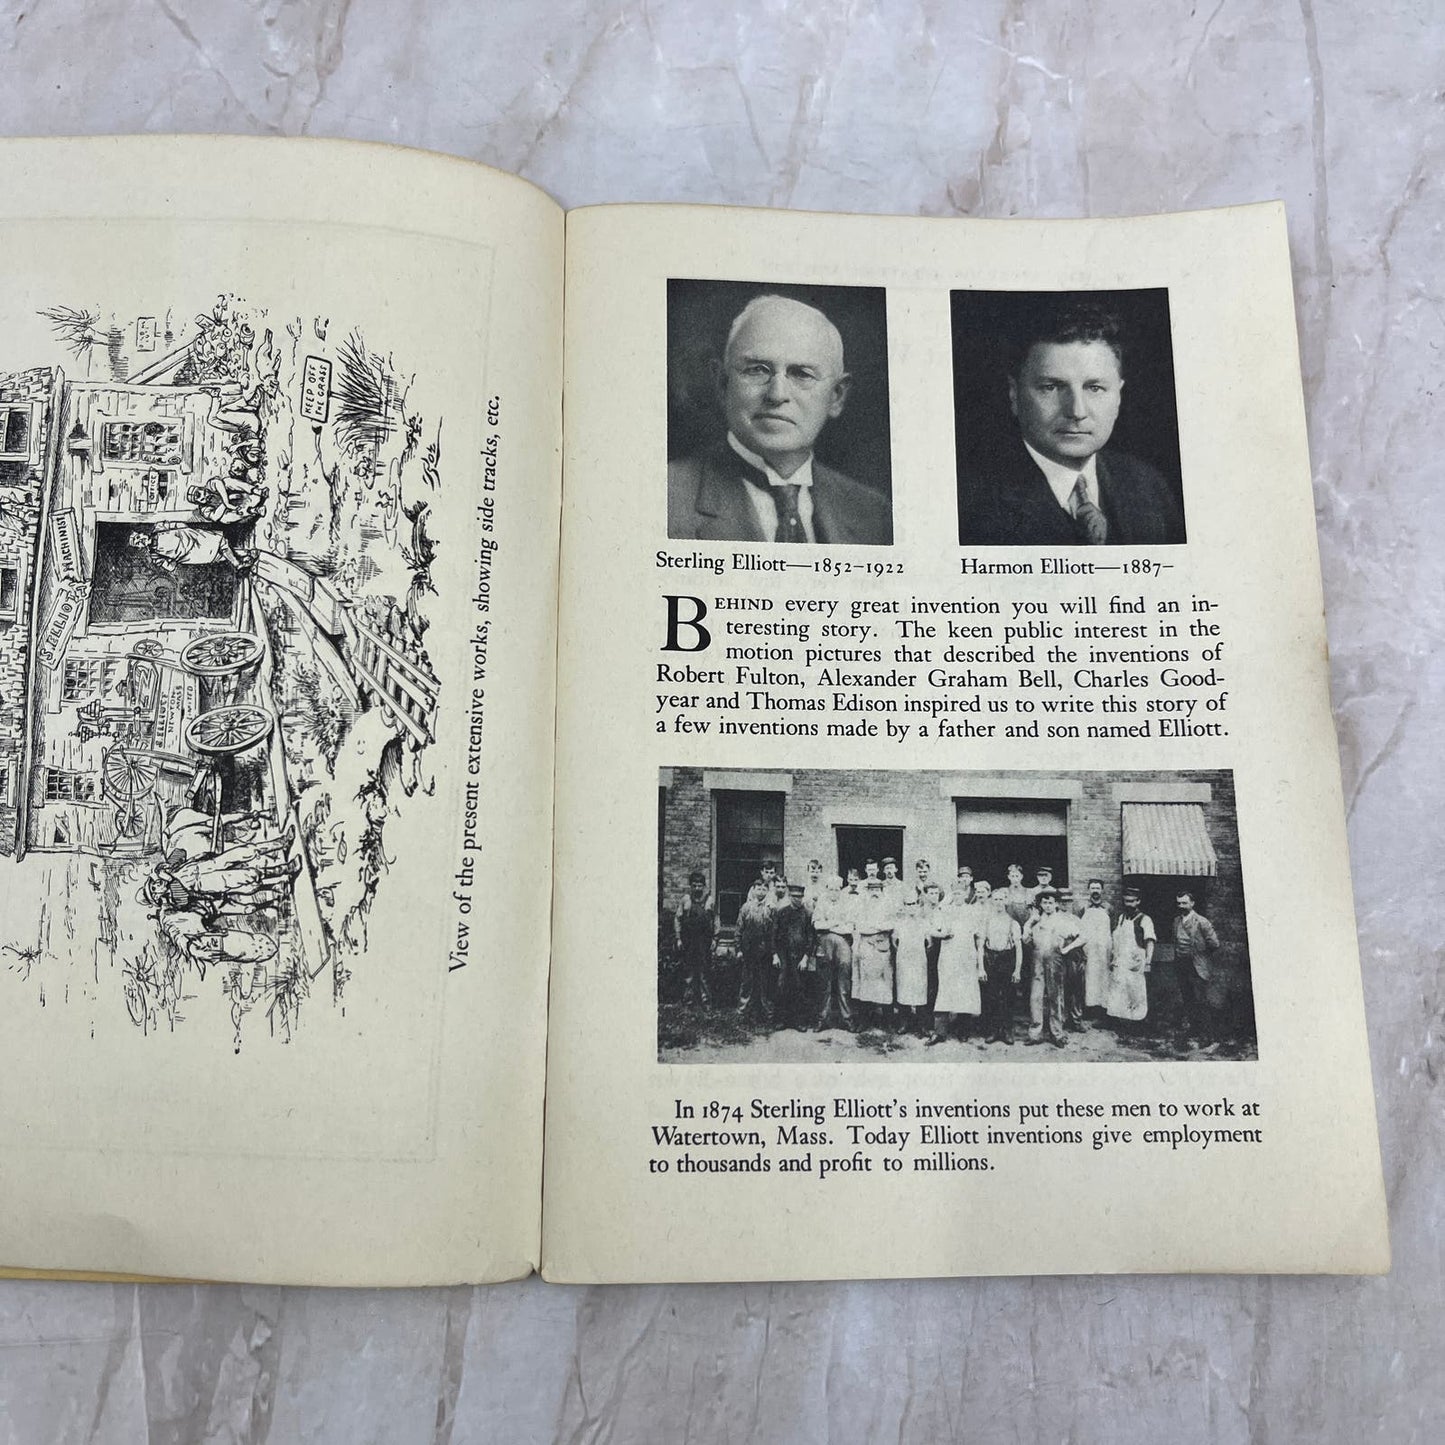 KEEP OFF
THE GRASS
OFFICE
MACHINIST
S. ELLIOTT
S. ELLIOTT
NEWTON
MASS
View of the present extensive works, showing side tracks, etc.
Sterling Elliott—1852–1922
Harmon Elliott—1887–
BEHIND every great invention you will find an in-
teresting story. The keen public interest in the
motion pictures that described the inventions of
Robert Fulton, Alexander Graham Bell, Charles Good-
year and Thomas Edison inspired us to write this story of
a few inventions made by a father and son named Elliott.
In 1874 Sterling Elliott's inventions put these men to work at
Watertown, Mass. Today Elliott inventions give employment
to thousands and profit to millions.